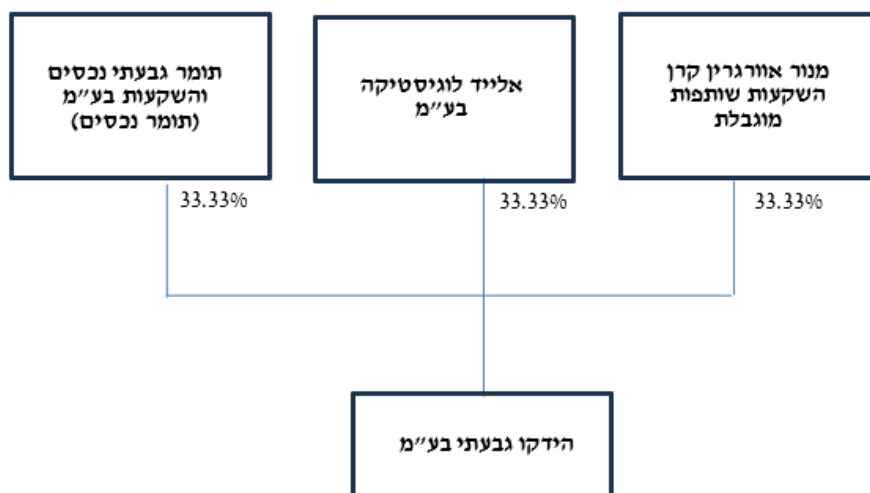 מנור אוורגרין קרן
השקעות שותפות
מוגבלת
אלייד לוגיסטיקה
בע״מ
תומר גבעתי נכסים
והשקעות בע״מ
(תומר נכסים)
33.33%
33.33%
33.33%
הידקו גבעתי בע״מ